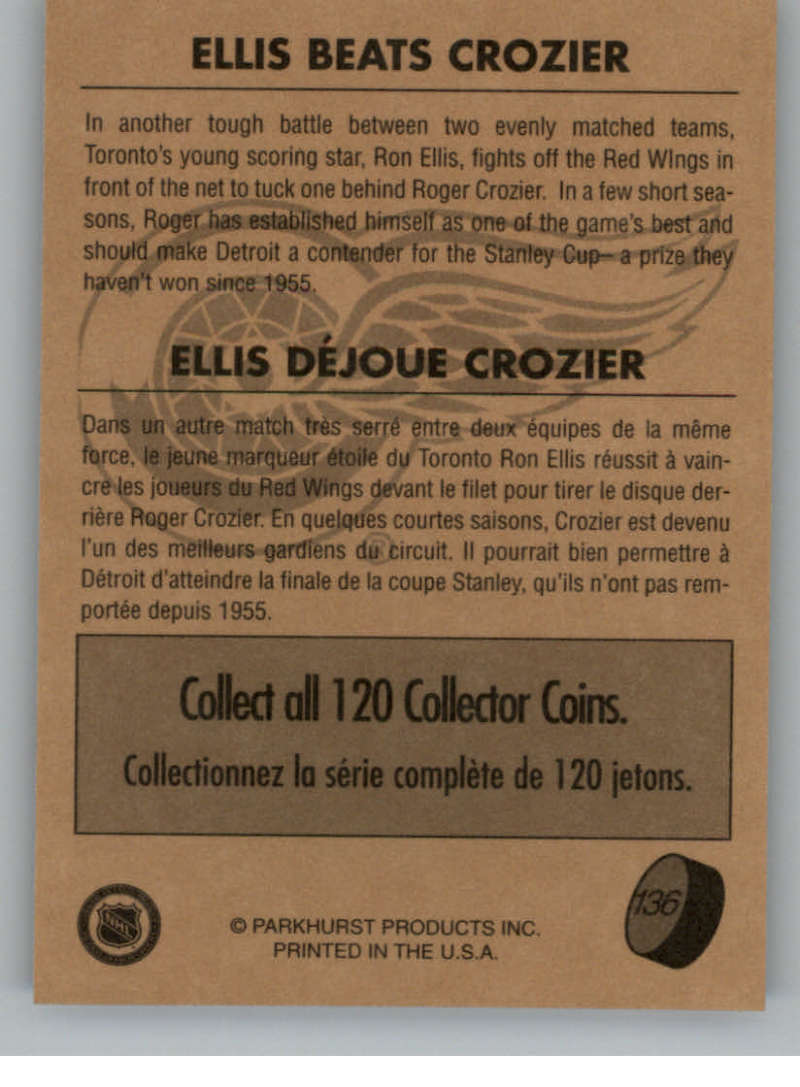 ELLIS BEATS CROZIER
In another tough battle between two evenly matched teams,
Toronto's young scoring star, Ron Ellis, fights off the Red WIngs in
front of the net to tuck one behind Roger Crozier. In a few short sea-
sons, Roger has established himself as one of the game's best and
should make Detroit a contender for the Stanley Cup– a prize they
haven't won since 1955.
ELLIS DÉJOUE CROZIER
Dans un autre match très serré entre deux équipes de la même
force, le jeune marqueur étoile du Toronto Ron Ellis réussit à vain-
cre les joueurs du Red Wings devant le filet pour tirer le disque der-
rière Roger Crozier. En quelques courtes saisons, Crozier est devenu
l'un des meilleurs gardiens du circuit. Il pourrait bien permettre à
Détroit d'atteindre la finale de la coupe Stanley, qu'ils n'ont pas rem-
portée depuis 1955.
Collect all 120 Collector Coins.
Collectionnez la série complète de 120 jetons.
NHL
136
© PARKHURST PRODUCTS INC.
PRINTED IN THE U.S.A.